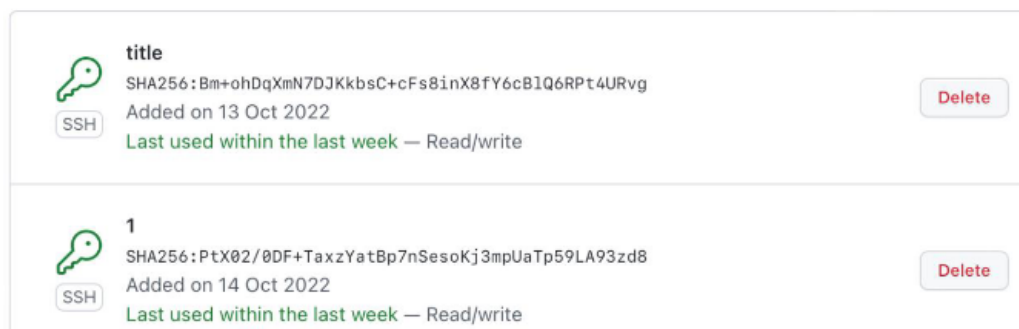 title
SHA256:Bm+ohDqXmN7DJKkbsC+cFs8inX8fY6cBlQ6RPt4URvg
Added on 13 Oct 2022
Last used within the last week — Read/write
SSH
Delete
1
SHA256:PtX02/0DF+TaxzYatBp7nSesoKj3mpUaTp59LA93zd8
Added on 14 Oct 2022
Last used within the last week — Read/write
SSH
Delete